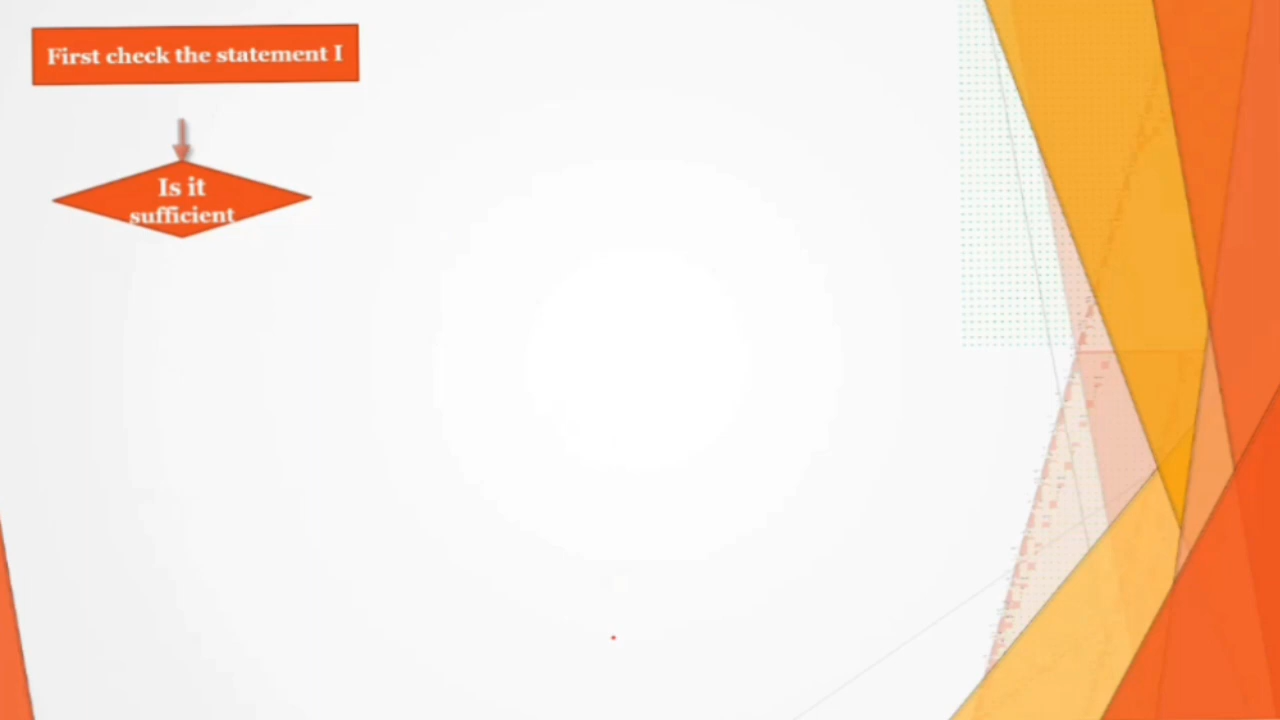 First check the statement I
Is it
sufficient